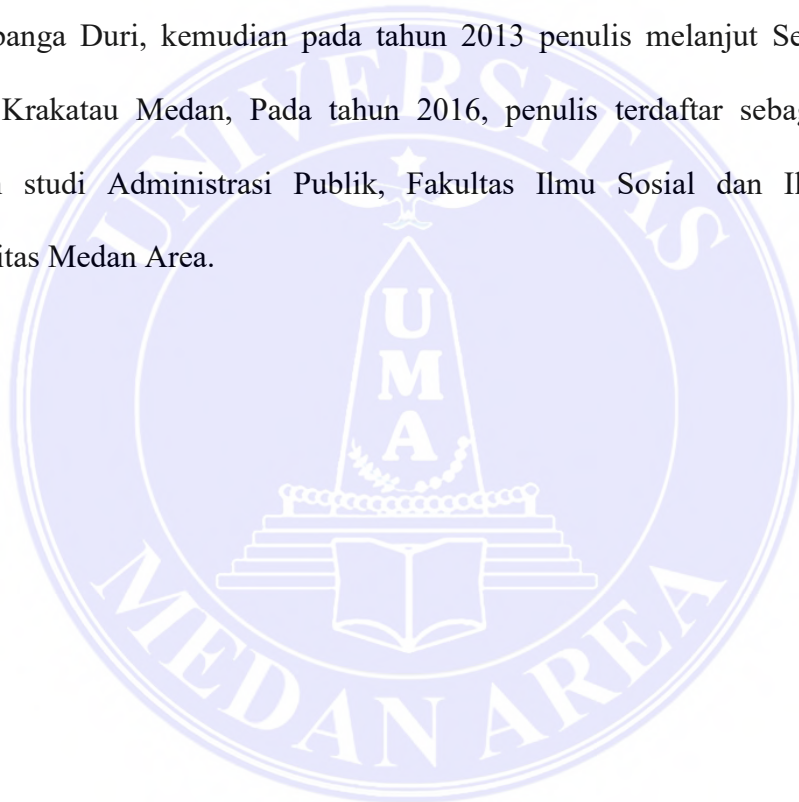 banga Duri, kemudian pada tahun 2013 penulis melanjut Se
Krakatau Medan, Pada tahun 2016, penulis terdaftar seba
studi Administrasi Publik, Fakultas Ilmu Sosial dan Il
itas Medan Area.
UNIVERSITAS
UMA
MEDAN AREA